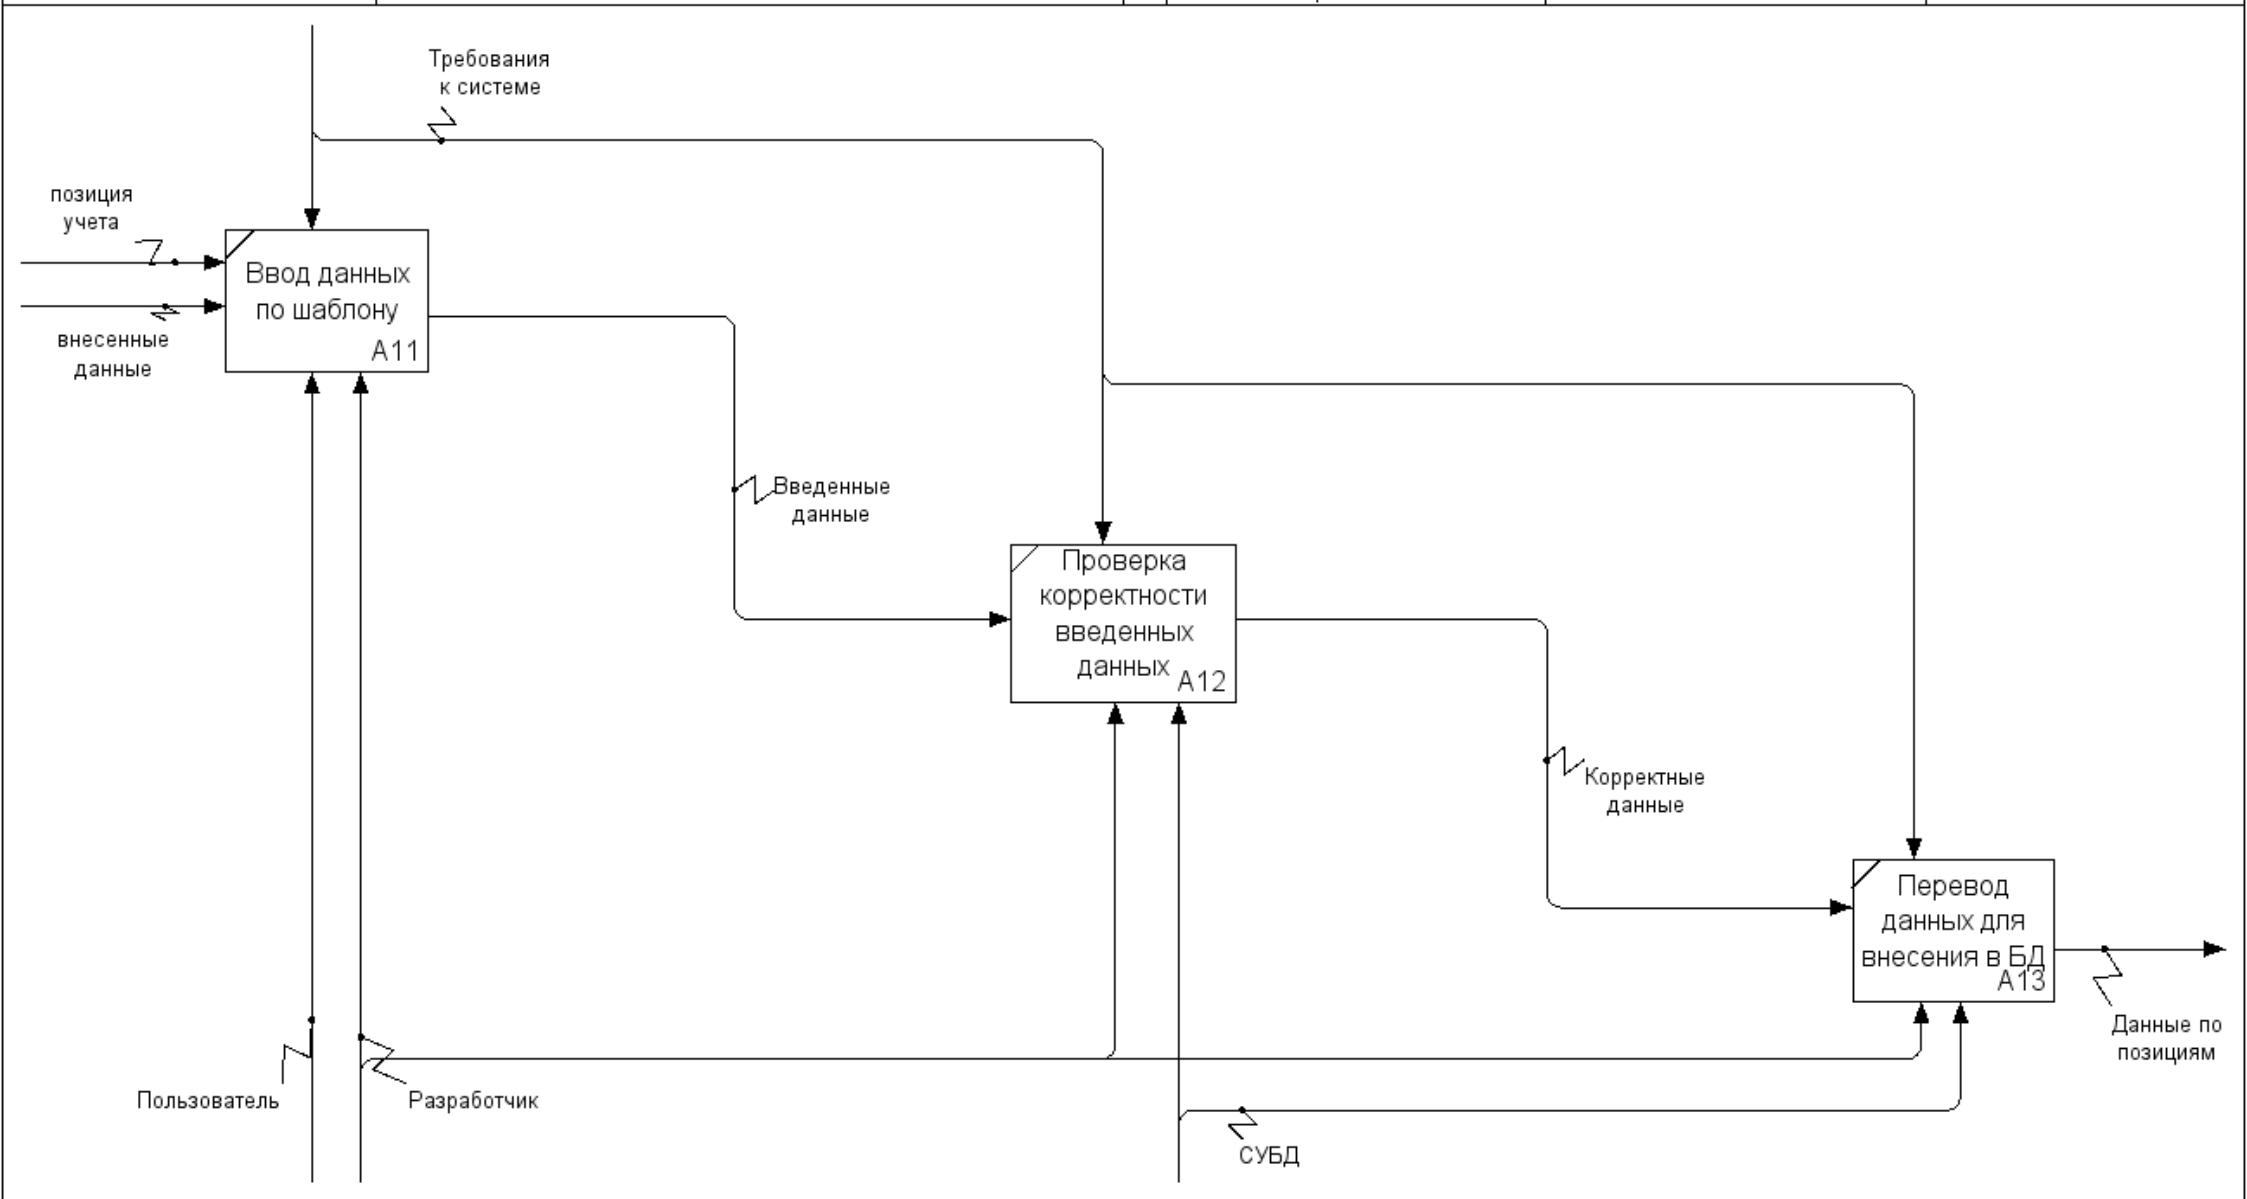 Требования
к системе
позиция
учета
Ввод данных
по шаблону
A11
внесенные
данные
Введенные
данные
Проверка
корректности
введенных
данных
A12
Корректные
данные
Перевод
данных для
внесения в БД
A13
Данные по
позициям
Пользователь
Разработчик
СУБД